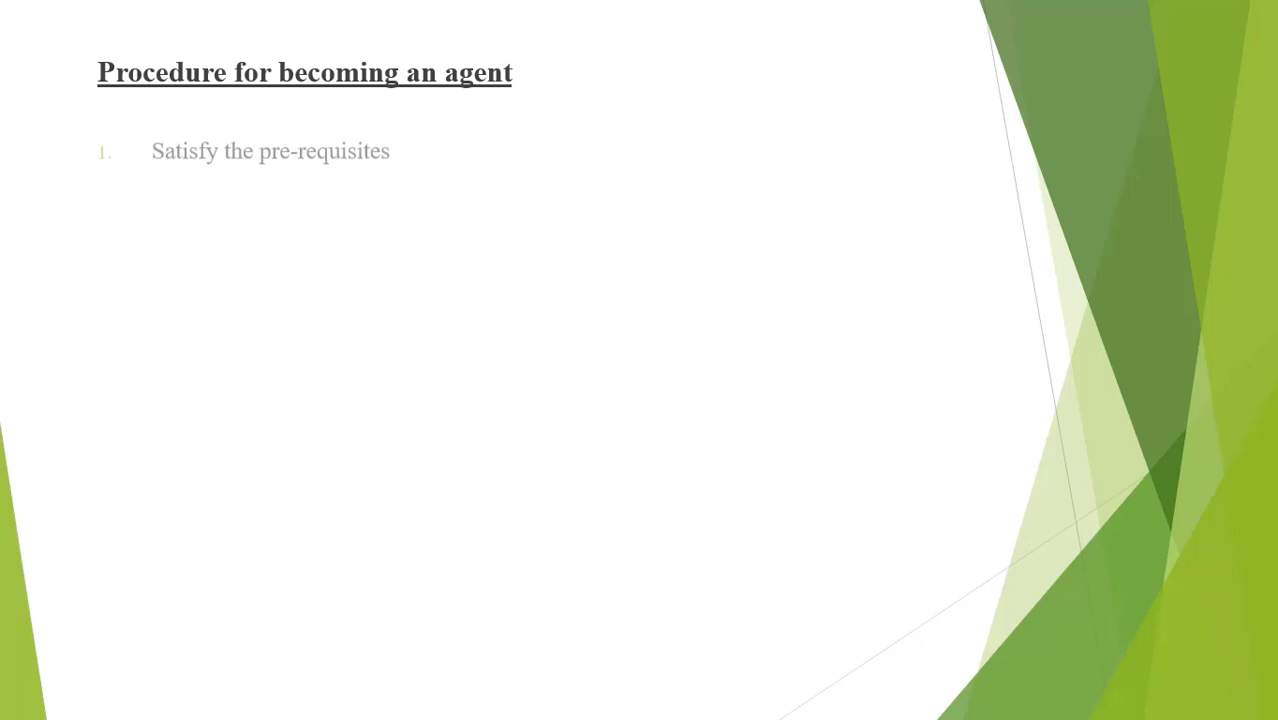 Procedure for becoming an agent
1. Satisfy the pre-requisites